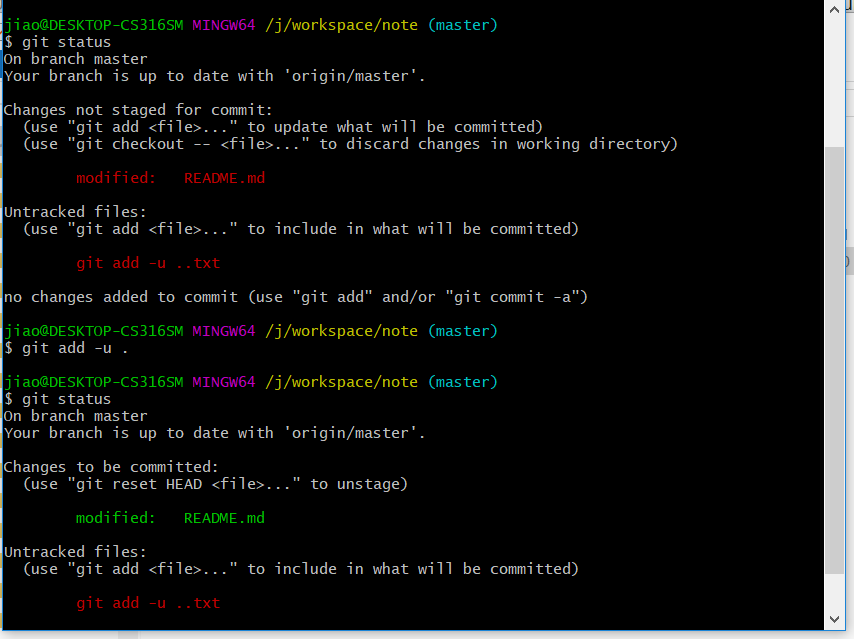 jiao@DESKTOP-CS316SM MINGW64 /j/workspace/note (master)
$ git status
On branch master
Your branch is up to date with 'origin/master'.
Changes not staged for commit:
(use "git add <file>..." to update what will be committed)
(use "git checkout -- <file>..." to discard changes in working directory)
modified: README.md
Untracked files:
(use "git add <file>..." to include in what will be committed)
git add -u ..txt
no changes added to commit (use "git add" and/or "git commit -a")
jiao@DESKTOP-CS316SM MINGW64 /j/workspace/note (master)
$ git add -u .
jiao@DESKTOP-CS316SM MINGW64 /j/workspace/note (master)
$ git status
On branch master
Your branch is up to date with 'origin/master'.
Changes to be committed:
(use "git reset HEAD <file>..." to unstage)
modified: README.md
Untracked files:
(use "git add <file>..." to include in what will be committed)
git add -u ..txt